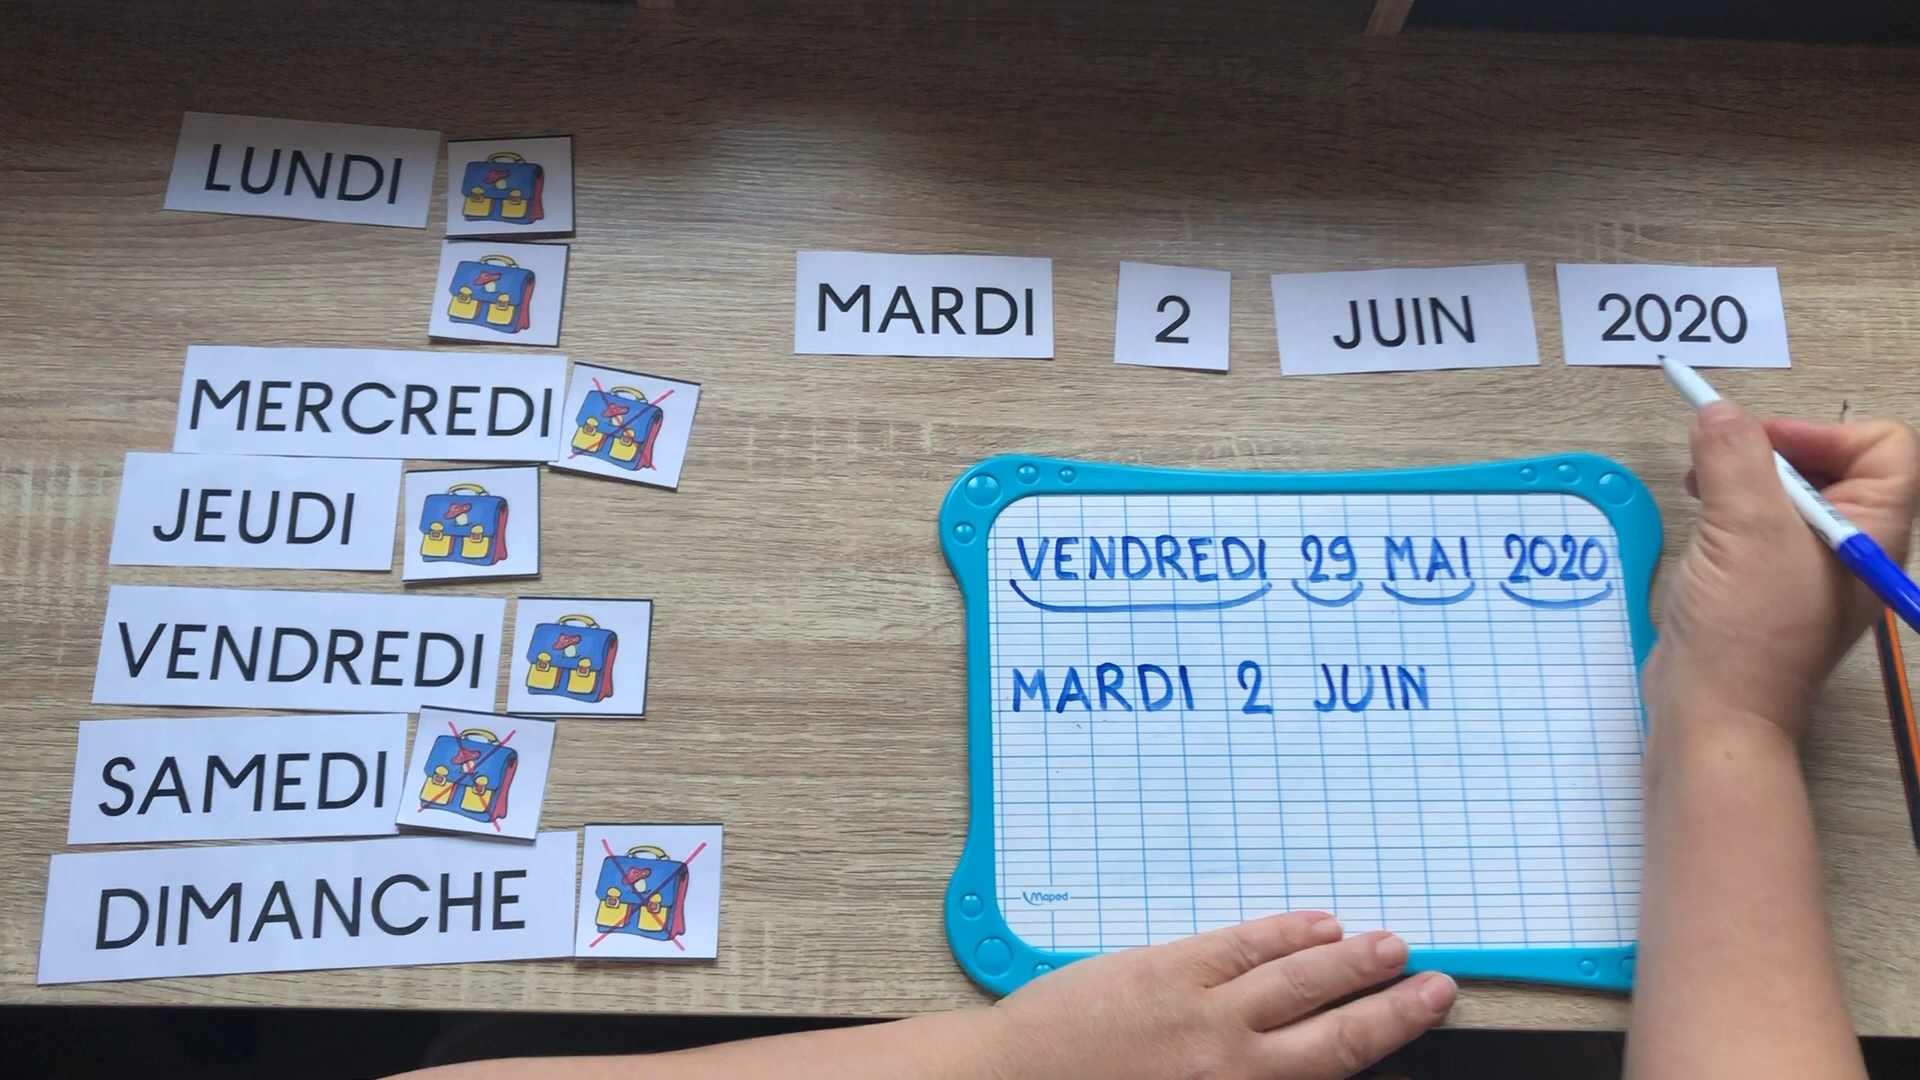 LUNDI
MERCREDI
JEUDI
VENDREDI
SAMEDI
DIMANCHE
MARDI 2 JUIN 2020
VENDREDI 29 MAI 2020
MARDI 2 JUIN
Maped